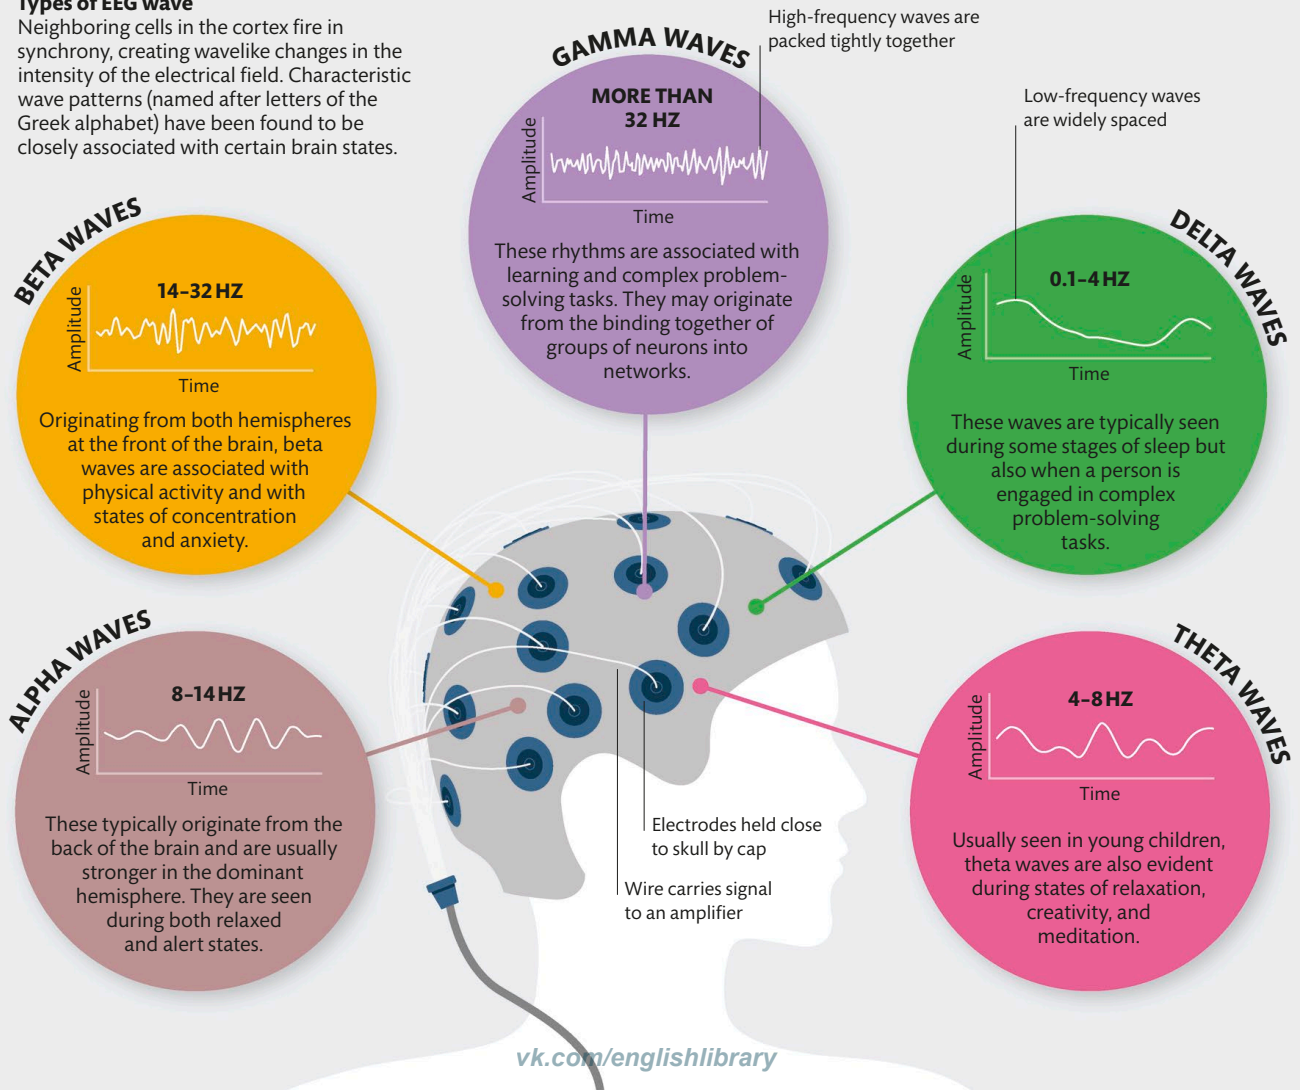 Types of EEG wave
Neighboring cells in the cortex fire in
synchrony, creating wavelike changes in the
intensity of the electrical field. Characteristic
wave patterns (named after letters of the
Greek alphabet) have been found to be
closely associated with certain brain states.
GAMMA WAVES
MORE THAN
32 HZ
Amplitude
Time
These rhythms are associated with
learning and complex problem-
solving tasks. They may originate
from the binding together of
groups of neurons into
networks.
High-frequency waves are
packed tightly together
Low-frequency waves
are widely spaced
BETA WAVES
14–32 HZ
Amplitude
Time
Originating from both hemispheres
at the front of the brain, beta
waves are associated with
physical activity and with
states of concentration
and anxiety.
DELTA WAVES
0.1–4 HZ
Amplitude
Time
These waves are typically seen
during some stages of sleep but
also when a person is
engaged in complex
problem-solving
tasks.
ALPHA WAVES
8–14 HZ
Amplitude
Time
These typically originate from the
back of the brain and are usually
stronger in the dominant
hemisphere. They are seen
during both relaxed
and alert states.
THETA WAVES
4–8 HZ
Amplitude
Time
Usually seen in young children,
theta waves are also evident
during states of relaxation,
creativity, and
meditation.
Electrodes held close
to skull by cap
Wire carries signal
to an amplifier
vk.com/englishlibrary